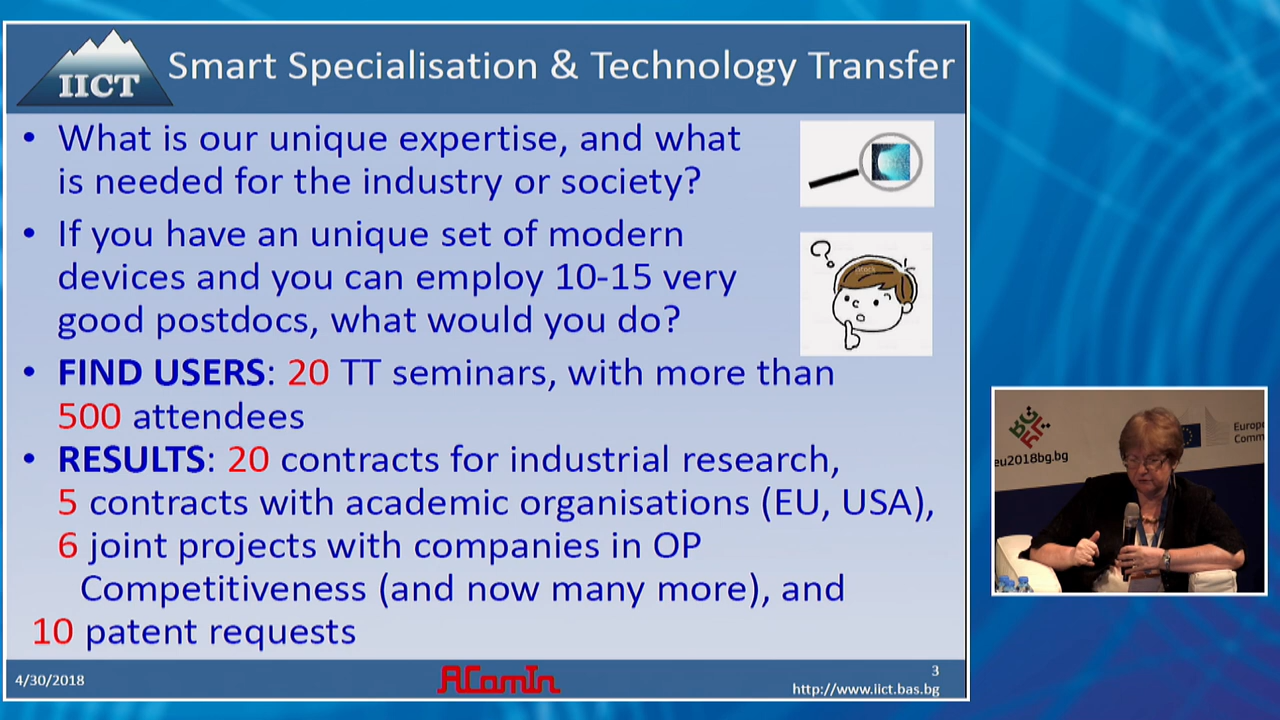 IICT
Smart Specialisation & Technology Transfer
• What is our unique expertise, and what
is needed for the industry or society?
• If you have an unique set of modern
devices and you can employ 10-15 very
good postdocs, what would you do?
• FIND USERS: 20 TT seminars, with more than
500 attendees
• RESULTS: 20 contracts for industrial research,
5 contracts with academic organisations (EU, USA),
6 joint projects with companies in OP
Competitiveness (and now many more), and
10 patent requests
4/30/2018
AComIn
3
http://www.iict.bas.bg
eu2018bg.bg
Europe
Comm